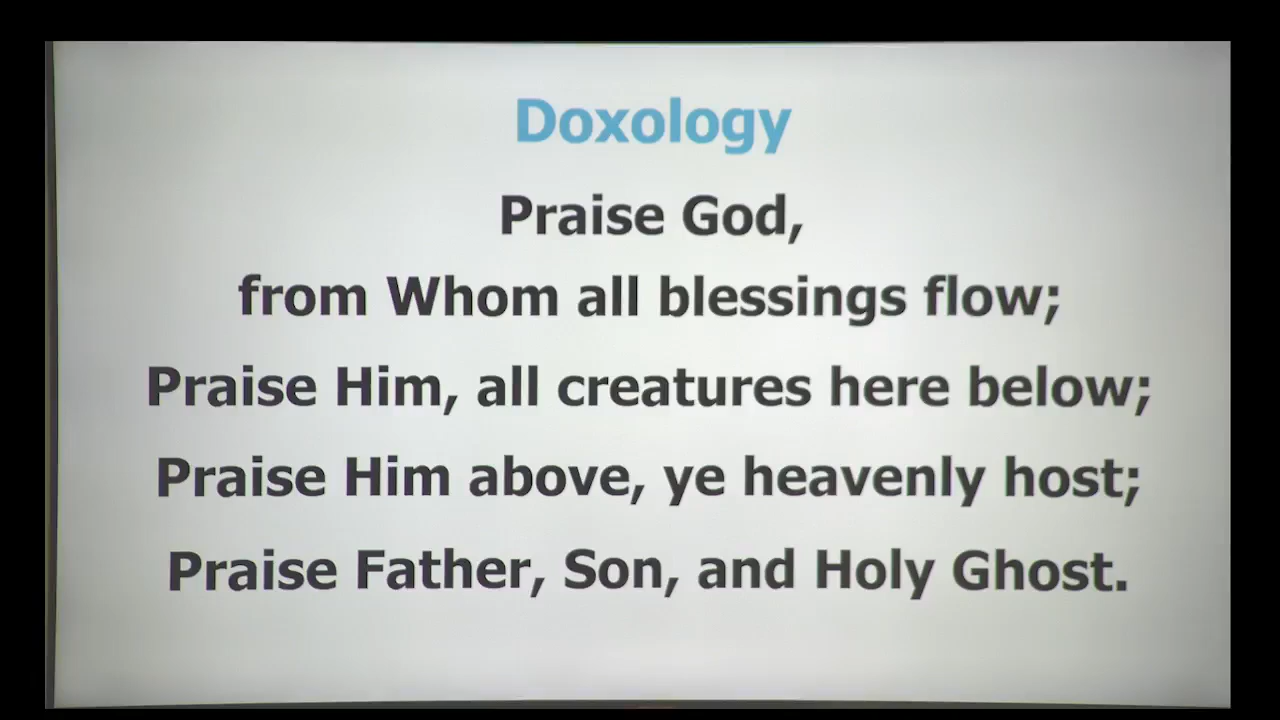 Doxology
Praise God,
from Whom all blessings flow;
Praise Him, all creatures here below;
Praise Him above, ye heavenly host;
Praise Father, Son, and Holy Ghost.